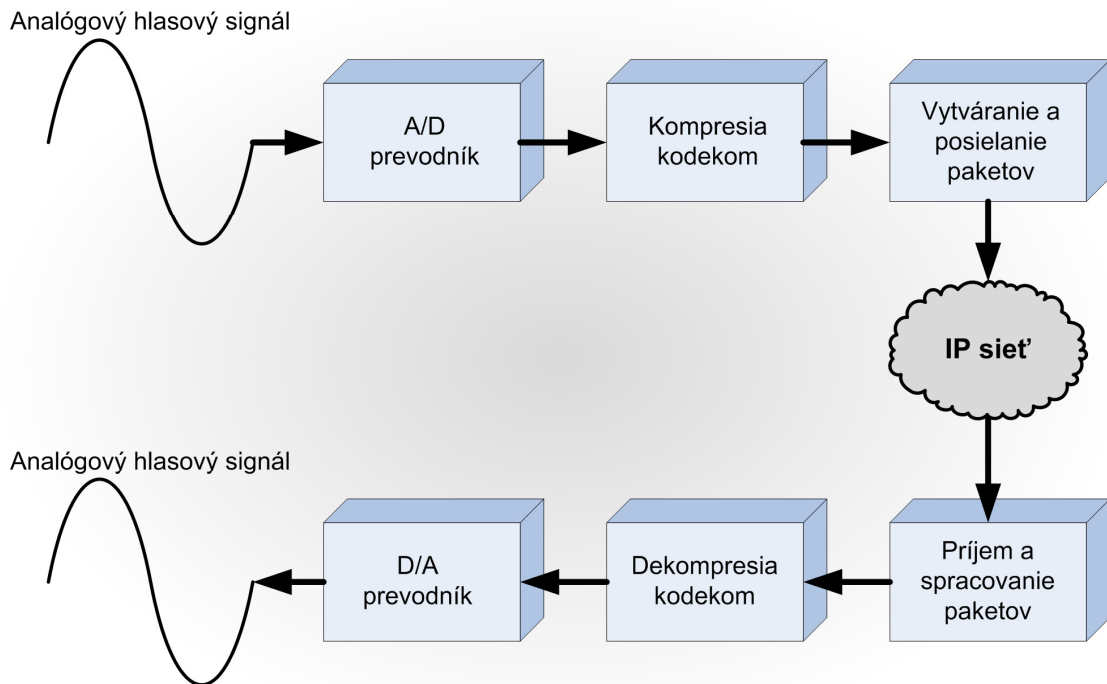 Analógový hlasový signál
A/D
prevodník
Kompresia
kodekom
Vytváranie a
posielanie
paketov
IP sieť
Analógový hlasový signál
D/A
prevodník
Dekompresia
kodekom
Príjem a
spracovanie
paketov